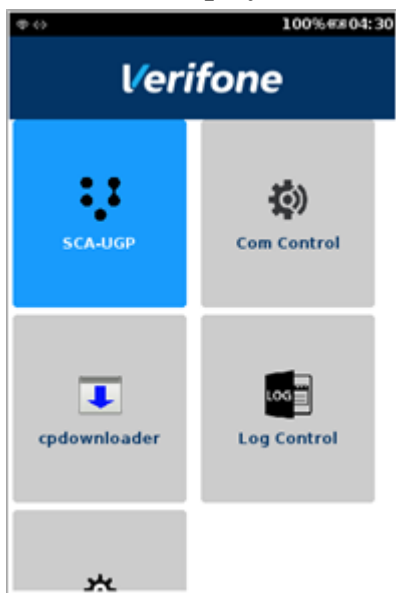 100% 04:30
Verifone
SCA-UGP
Com Control
LOG
cpdownloader
Log Control